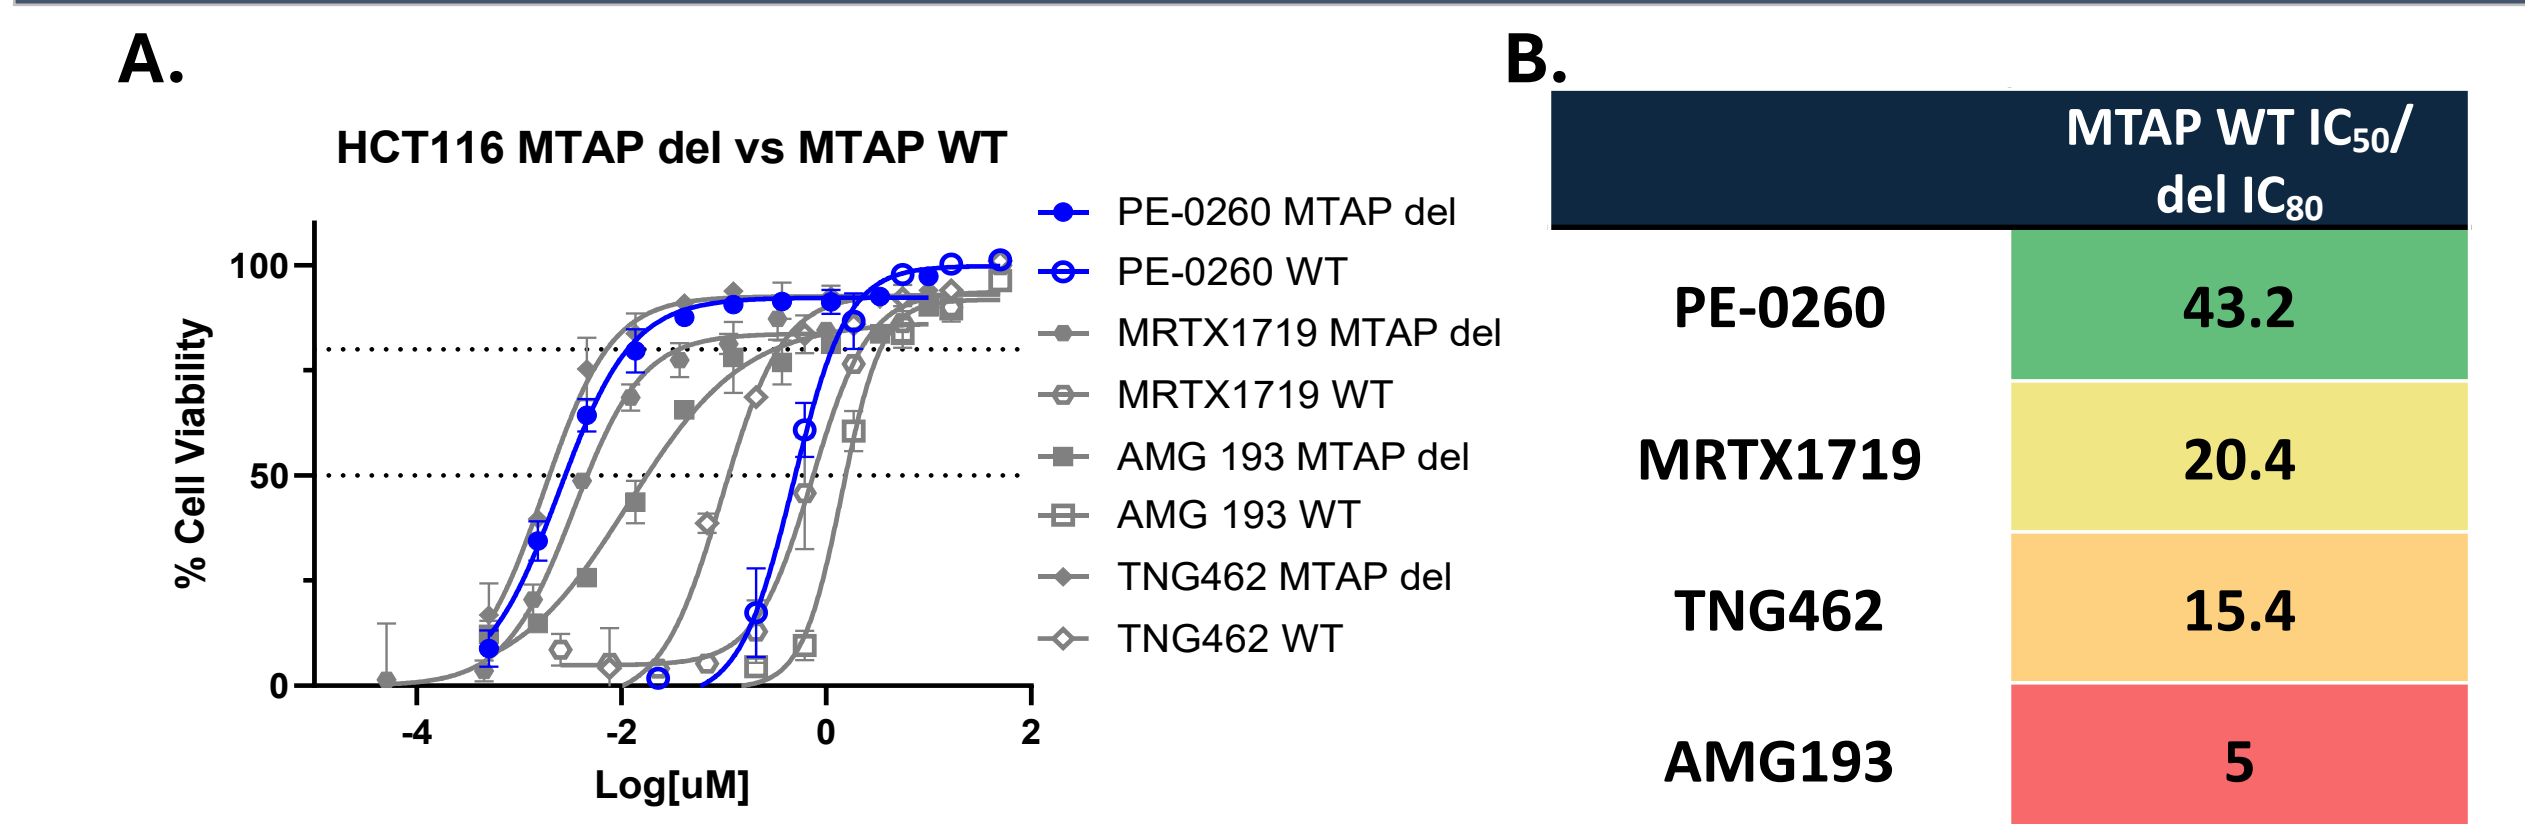 A.
HCT116 MTAP del vs MTAP WT
% Cell Viability
100
50
0
-4
-2
0
2
Log[uM]
PE-0260 MTAP del
PE-0260 WT
MRTX1719 MTAP del
MRTX1719 WT
AMG 193 MTAP del
AMG 193 WT
TNG462 MTAP del
TNG462 WT
B.
MTAP WT IC₅₀/
del IC₈₀
PE-0260 43.2
MRTX1719 20.4
TNG462 15.4
AMG193 5